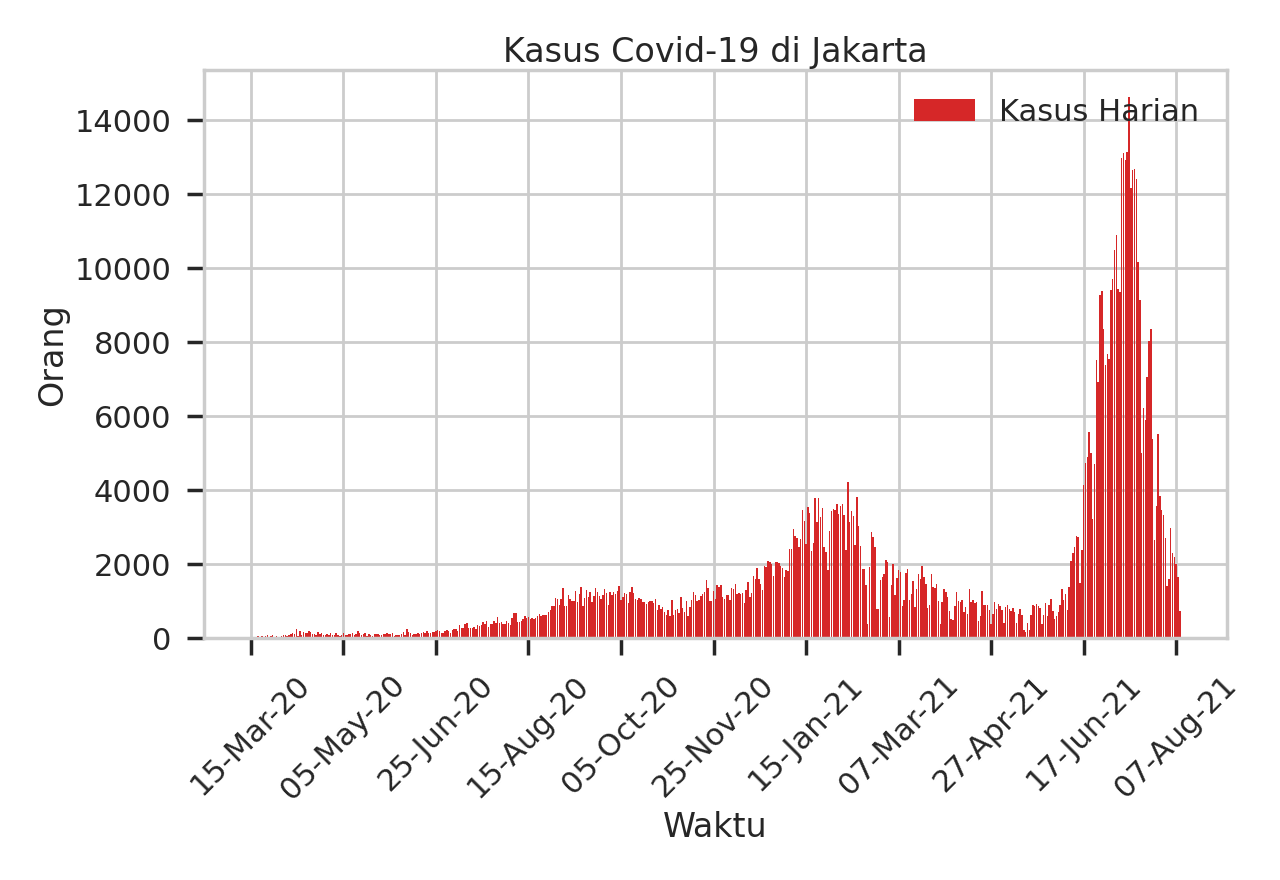 Kasus Covid-19 di Jakarta
Kasus Harian
14000
12000
10000
8000
6000
4000
2000
0
Orang
15-Mar-20
05-May-20
25-Jun-20
15-Aug-20
05-Oct-20
25-Nov-20
15-Jan-21
07-Mar-21
27-Apr-21
17-Jun-21
07-Aug-21
Waktu